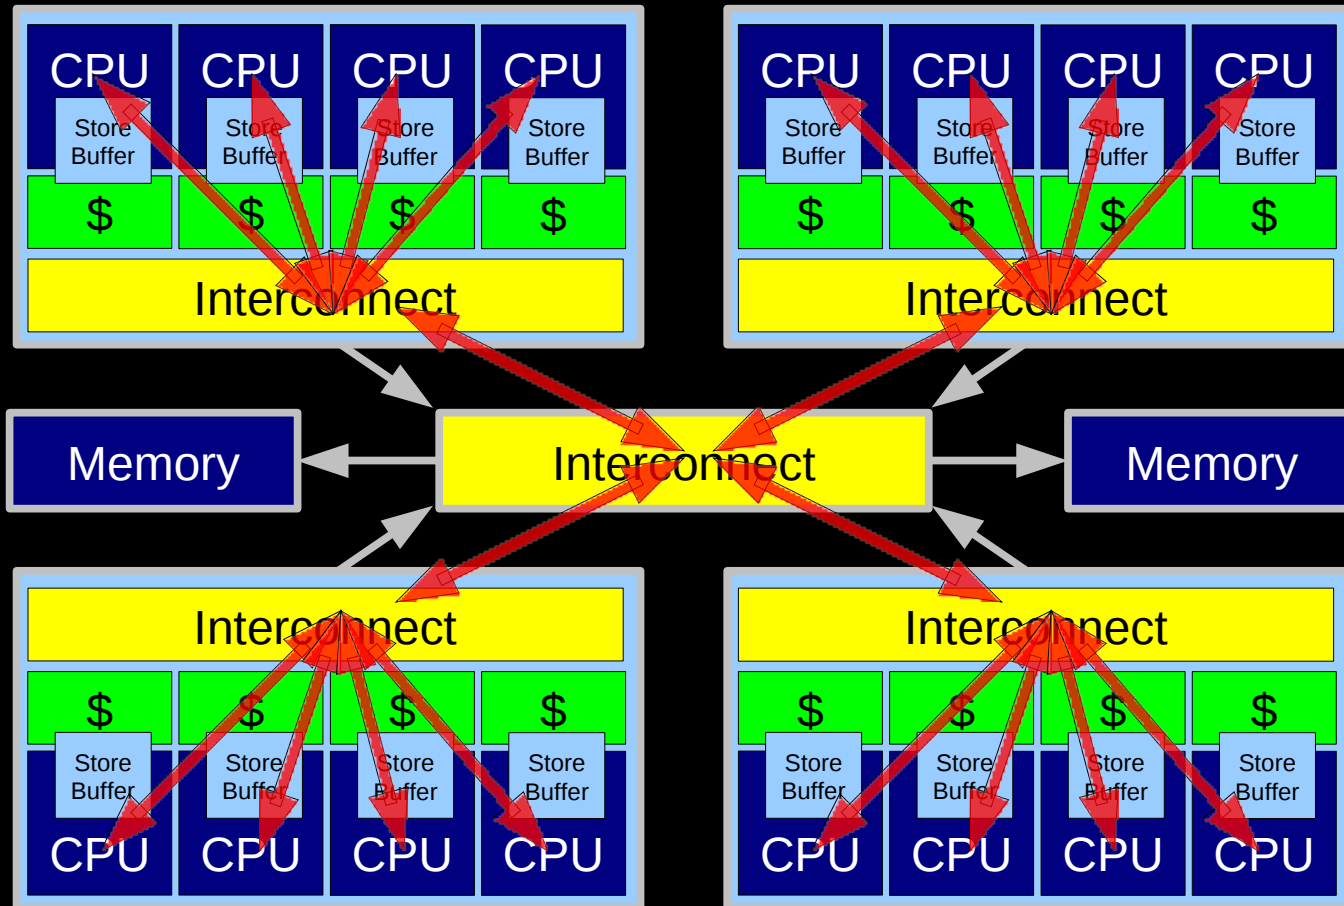 CPU CPU CPU CPU
Store Store Store Store
Buffer Buffer Buffer Buffer
$ $ $ $
Interconnect
CPU CPU CPU CPU
Store Store Store Store
Buffer Buffer Buffer Buffer
$ $ $ $
Interconnect
Memory
Interconnect
Memory
Interconnect
$ $ $ $
Store Store Store Store
Buffer Buffer Buffer Buffer
CPU CPU CPU CPU
Interconnect
$ $ $ $
Store Store Store Store
Buffer Buffer Buffer Buffer
CPU CPU CPU CPU